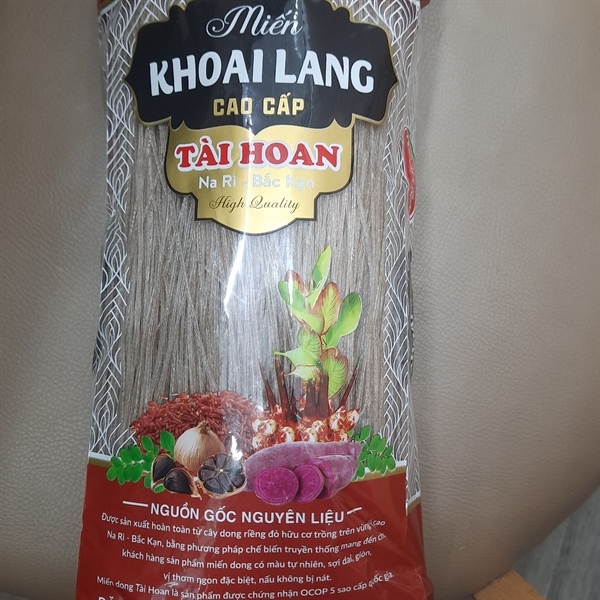 Miến
KHOAI LANG
CAO CẤP
TÀI HOAN
Na Rì - Bắc Kạn
High Quality
NGUỒN GỐC NGUYÊN LIỆU
Được sản xuất hoàn toàn từ cây dong riềng đỏ hữu cơ trồng trên vùng cao
Na Rì - Bắc Kạn, bằng phương pháp chế biến truyền thống mang đến ch
khách hàng sản phẩm miến dong có màu tự nhiên, sợi dai, giòn,
vị thơm ngon đặc biệt, nấu không bị nát.
Miến dong Tài Hoan là sản phẩm được chứng nhận OCOP 5 sao cấp quốc gia.